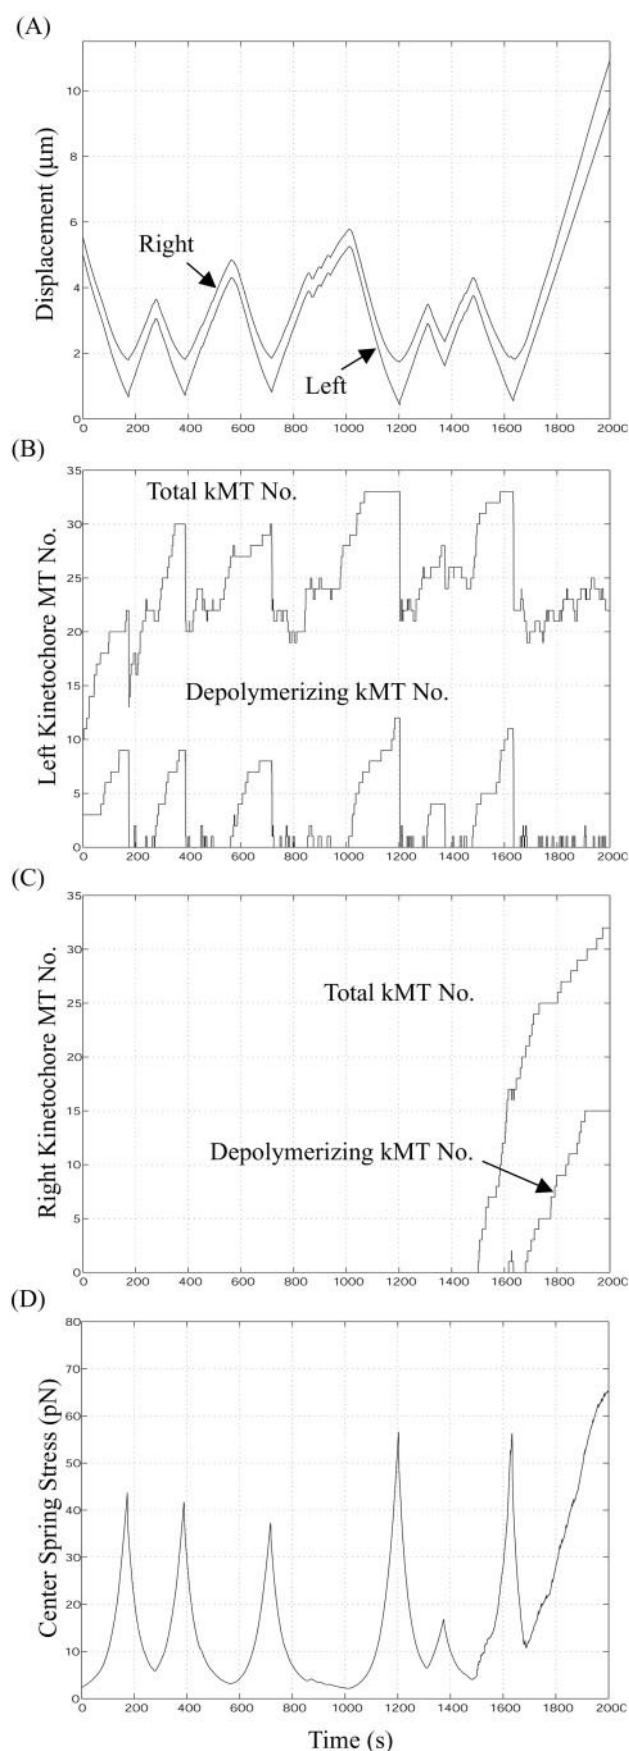 (A)
10
8
6
4
2
0
Displacement (μm)
Right
Left
0 200 400 600 800 1000 1200 1400 1600 1800 2000
(B)
35
30
25
20
15
10
5
0
Left Kinetochore MT No.
Total kMT No.
Depolymerizing kMT No.
0 200 400 600 800 1000 1200 1400 1600 1800 2000
(C)
35
30
25
20
15
10
5
0
Right Kinetochore MT No.
Total kMT No.
Depolymerizing kMT No.
0 200 400 600 800 1000 1200 1400 1600 1800 2000
(D)
80
70
60
50
40
30
20
10
0
Center Spring Stress (pN)
0 200 400 600 800 1000 1200 1400 1600 1800 2000
Time (s)